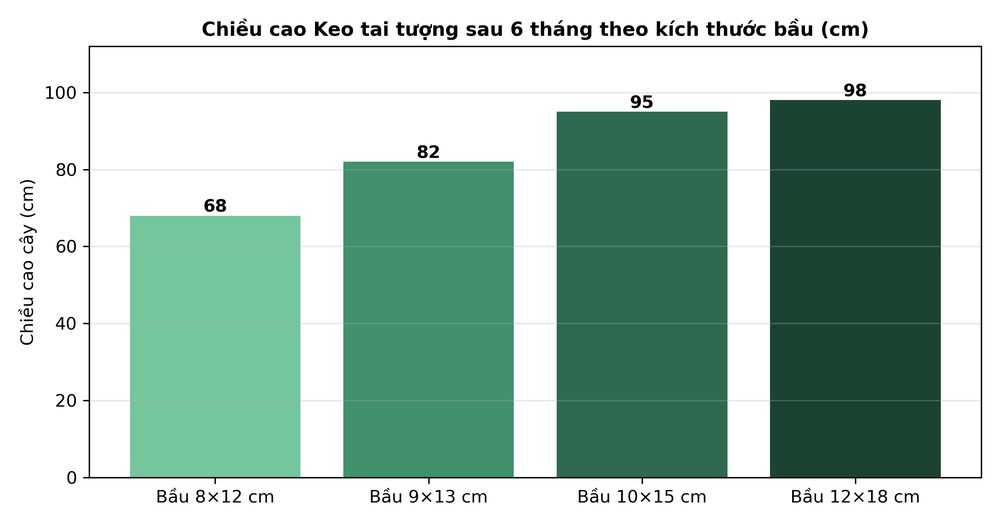 Chiều cao Keo tai tượng sau 6 tháng theo kích thước bầu (cm)
Chiều cao cây (cm)
100
80
60
40
20
0
68
82
95
98
Bầu 8×12 cm
Bầu 9×13 cm
Bầu 10×15 cm
Bầu 12×18 cm